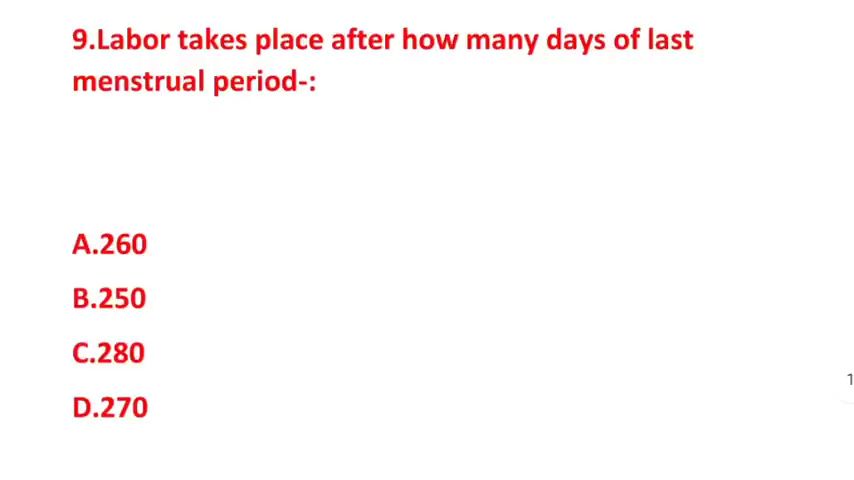 9.Labor takes place after how many days of last
menstrual period-:
A.260
B.250
C.280
D.270
1